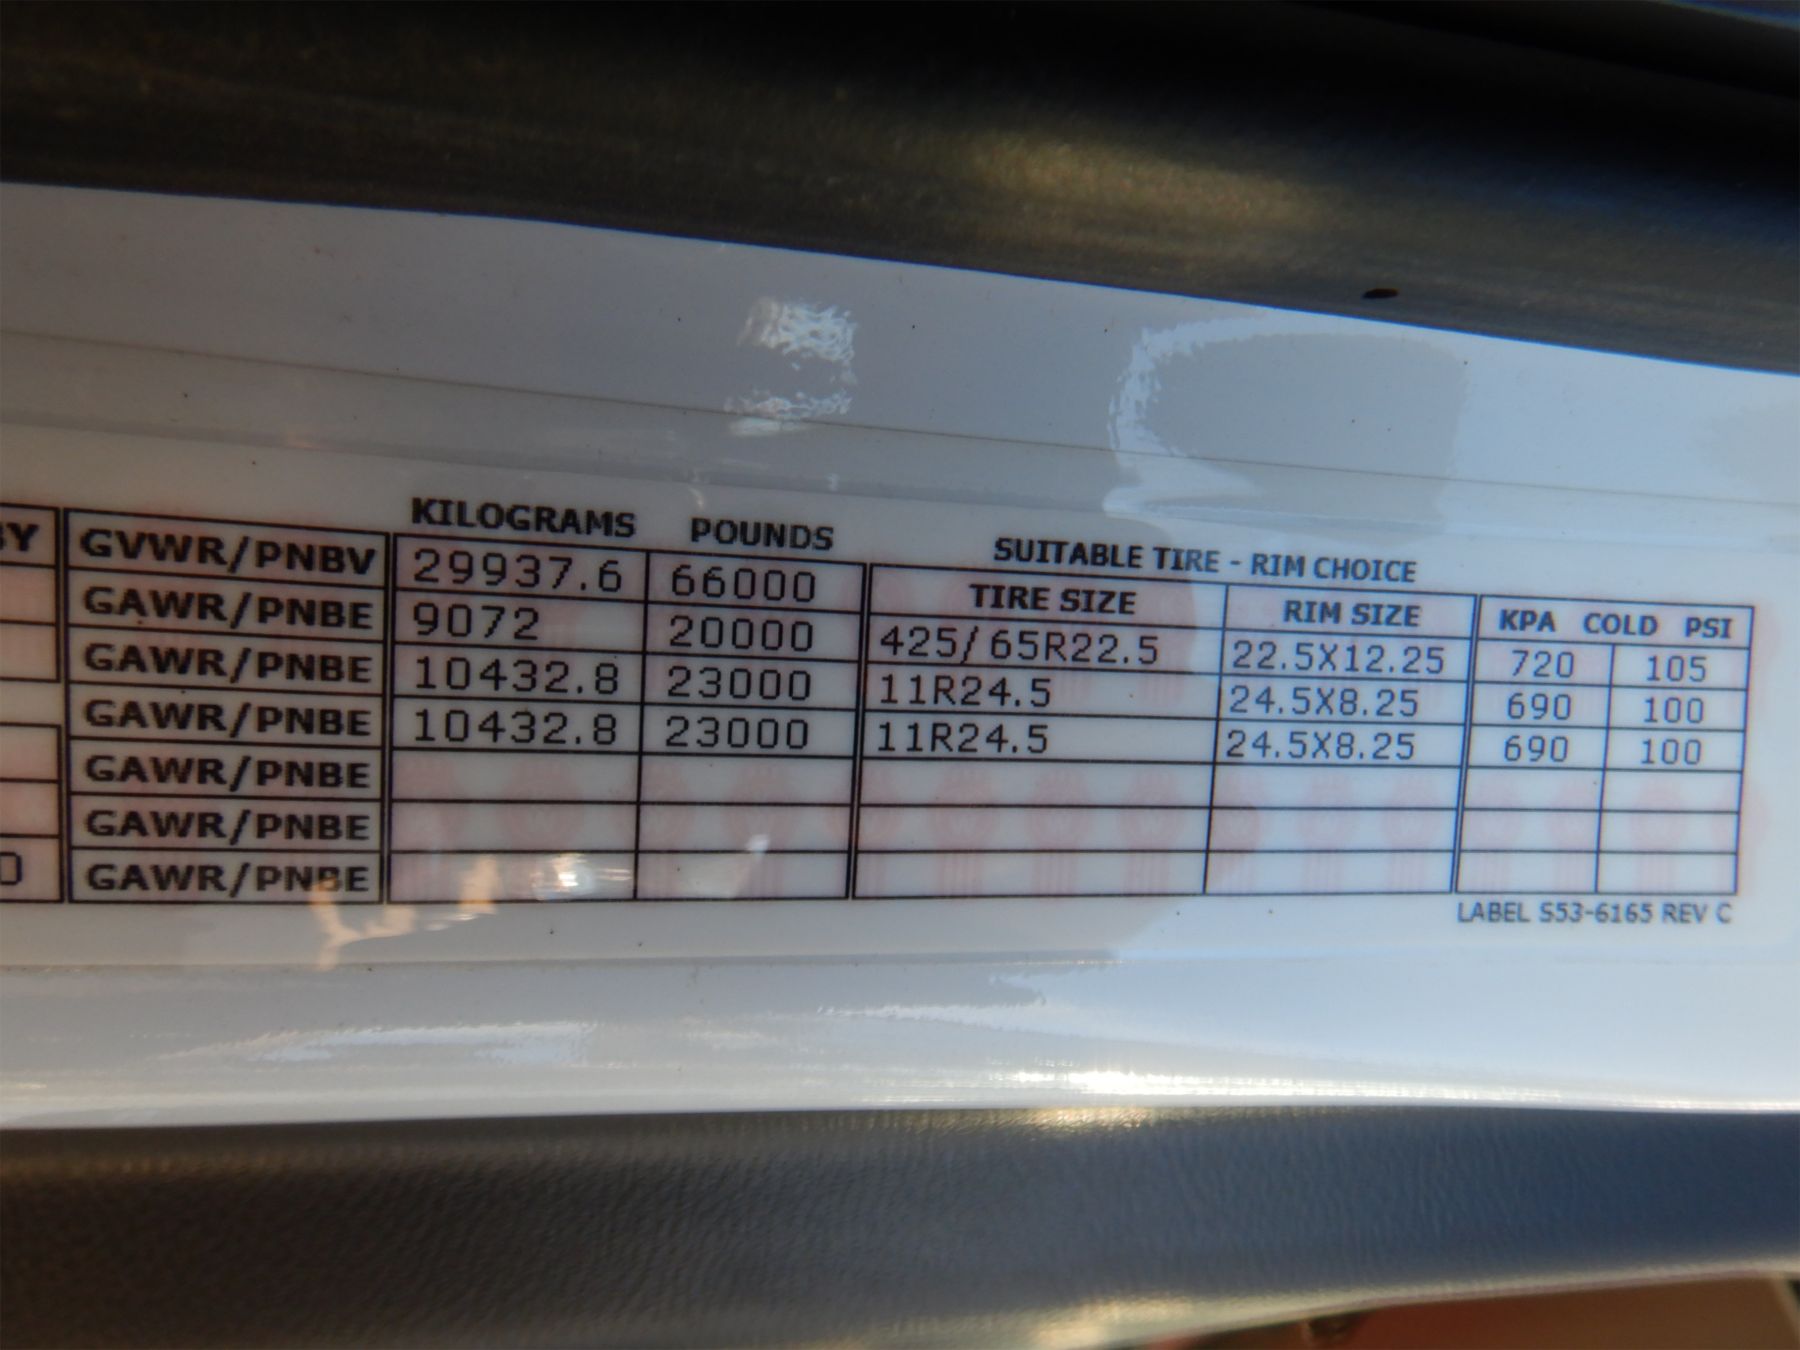 KILOGRAMS POUNDS SUITABLE TIRE - RIM CHOICE
BY GVWR/PNBV 29937.6 66000 TIRE SIZE RIM SIZE KPA COLD PSI
GAWR/PNBE 9072 20000 425/65R22.5 22.5X12.25 720 105
GAWR/PNBE 10432.8 23000 11R24.5 24.5X8.25 690 100
GAWR/PNBE 10432.8 23000 11R24.5 24.5X8.25 690 100
GAWR/PNBE
GAWR/PNBE
GAWR/PNBE
LABEL S53-6165 REV C